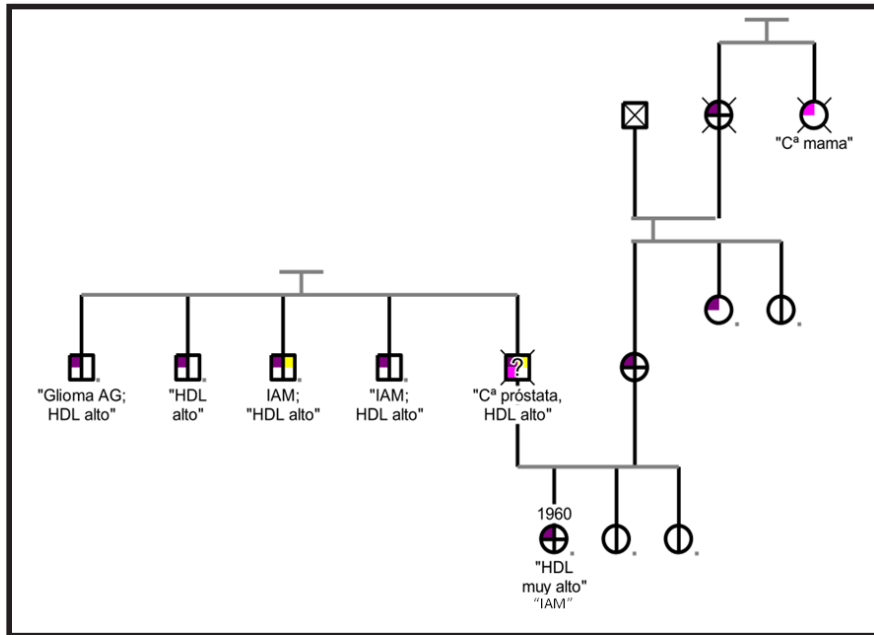 "Cª mama"
"Glioma AG;
HDL alto"
"HDL
alto"
IAM;
"HDL alto"
"IAM;
HDL alto"
?
"Cª próstata,
HDL alto"
1960
"HDL
muy alto"
“IAM”